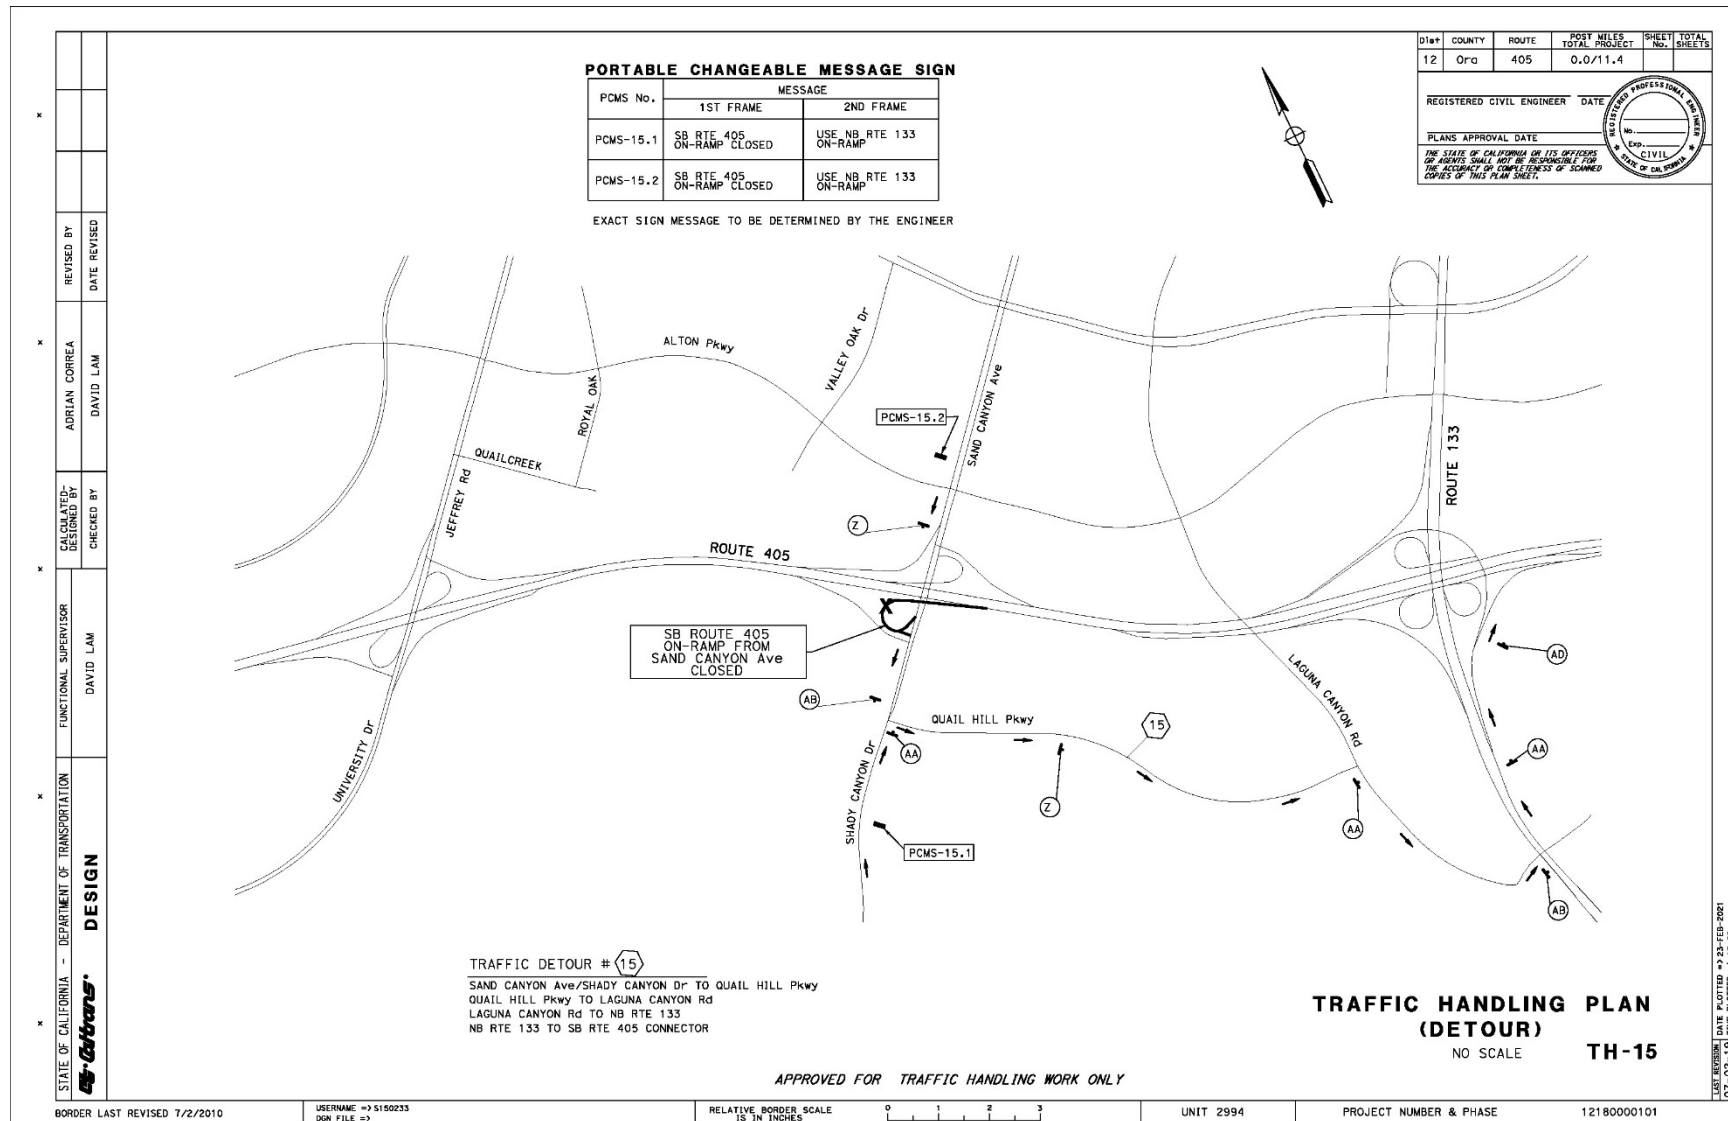 PORTABLE CHANGEABLE MESSAGE SIGN
PCMS No.
MESSAGE
1ST FRAME
2ND FRAME
PCMS-15.1
SB RTE 405
ON-RAMP CLOSED
USE NB RTE 133
ON-RAMP
PCMS-15.2
SB RTE 405
ON-RAMP CLOSED
USE NB RTE 133
ON-RAMP
EXACT SIGN MESSAGE TO BE DETERMINED BY THE ENGINEER
Dist
COUNTY
ROUTE
POST MILES
TOTAL PROJECT
SHEET
No.
TOTAL
SHEETS
12
Ora
405
0.0/11.4
REGISTERED CIVIL ENGINEER
DATE
PLANS APPROVAL DATE
THE STATE OF CALIFORNIA OR ITS OFFICERS
OR AGENTS SHALL NOT BE RESPONSIBLE FOR
THE ACCURACY OR COMPLETENESS OF SCANNED
COPIES OF THIS PLAN SHEET.
REGISTERED PROFESSIONAL ENGINEER
No.
Exp.
CIVIL
STATE OF CALIFORNIA
REVISED BY
DATE REVISED
ADRIAN CORREA
DAVID LAM
CALCULATED-
DESIGNED BY
CHECKED BY
FUNCTIONAL SUPERVISOR
DAVID LAM
STATE OF CALIFORNIA - DEPARTMENT OF TRANSPORTATION
Caltrans
DESIGN
ALTON Pkwy
ROYAL OAK
QUAILCREEK
JEFFREY Rd
VALLEY OAK Dr
SAND CANYON Ave
PCMS-15.2
Z
ROUTE 405
ROUTE 133
SB ROUTE 405
ON-RAMP FROM
SAND CANYON Ave
CLOSED
AB
QUAIL HILL Pkwy
15
AA
Z
LAGUNA CANYON Rd
AD
AA
AA
AB
UNIVERSITY Dr
SHADY CANYON Dr
PCMS-15.1
TRAFFIC DETOUR # 15
SAND CANYON Ave/SHADY CANYON Dr TO QUAIL HILL Pkwy
QUAIL HILL Pkwy TO LAGUNA CANYON Rd
LAGUNA CANYON Rd TO NB RTE 133
NB RTE 133 TO SB RTE 405 CONNECTOR
TRAFFIC HANDLING PLAN
(DETOUR)
NO SCALE
TH-15
APPROVED FOR TRAFFIC HANDLING WORK ONLY
LAST REVISION
DATE PLOTTED => 23-FEB-2021
BORDER LAST REVISED 7/2/2010
USERNAME => s150233
DGN FILE =>
RELATIVE BORDER SCALE
IS IN INCHES
0 1 2 3
UNIT 2994
PROJECT NUMBER & PHASE
12180000101